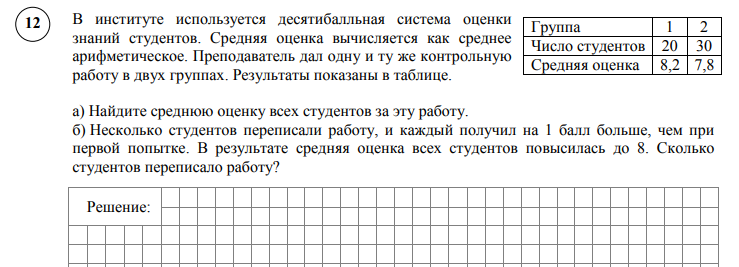 12
В институте используется десятибалльная система оценки
знаний студентов. Средняя оценка вычисляется как среднее
арифметическое. Преподаватель дал одну и ту же контрольную
работу в двух группах. Результаты показаны в таблице.
Группа 1 2
Число студентов 20 30
Средняя оценка 8,2 7,8
а) Найдите среднюю оценку всех студентов за эту работу.
б) Несколько студентов переписали работу, и каждый получил на 1 балл больше, чем при
первой попытке. В результате средняя оценка всех студентов повысилась до 8. Сколько
студентов переписало работу?
Решение: